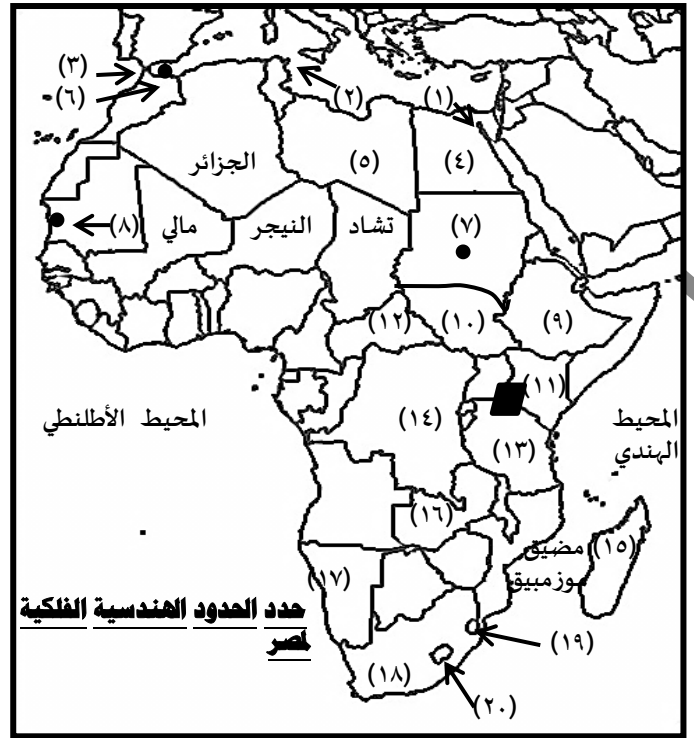 (٣)
(٦)
(٢)
(١)
الجزائر
(٥)
(٤)
(٨)
مالي
النيجر
تشاد
(٧)
(١٢)
(١٠)
(٩)
(١١)
المحيط الأطلنطي
(١٤)
المحيط
الهندي
(١٣)
(١٦)
مضيق
موزمبيق
(١٥)
(١٧)
حدد الحدود الهندسية الفلكية
لمصر
(١٨)
(١٩)
(٢٠)